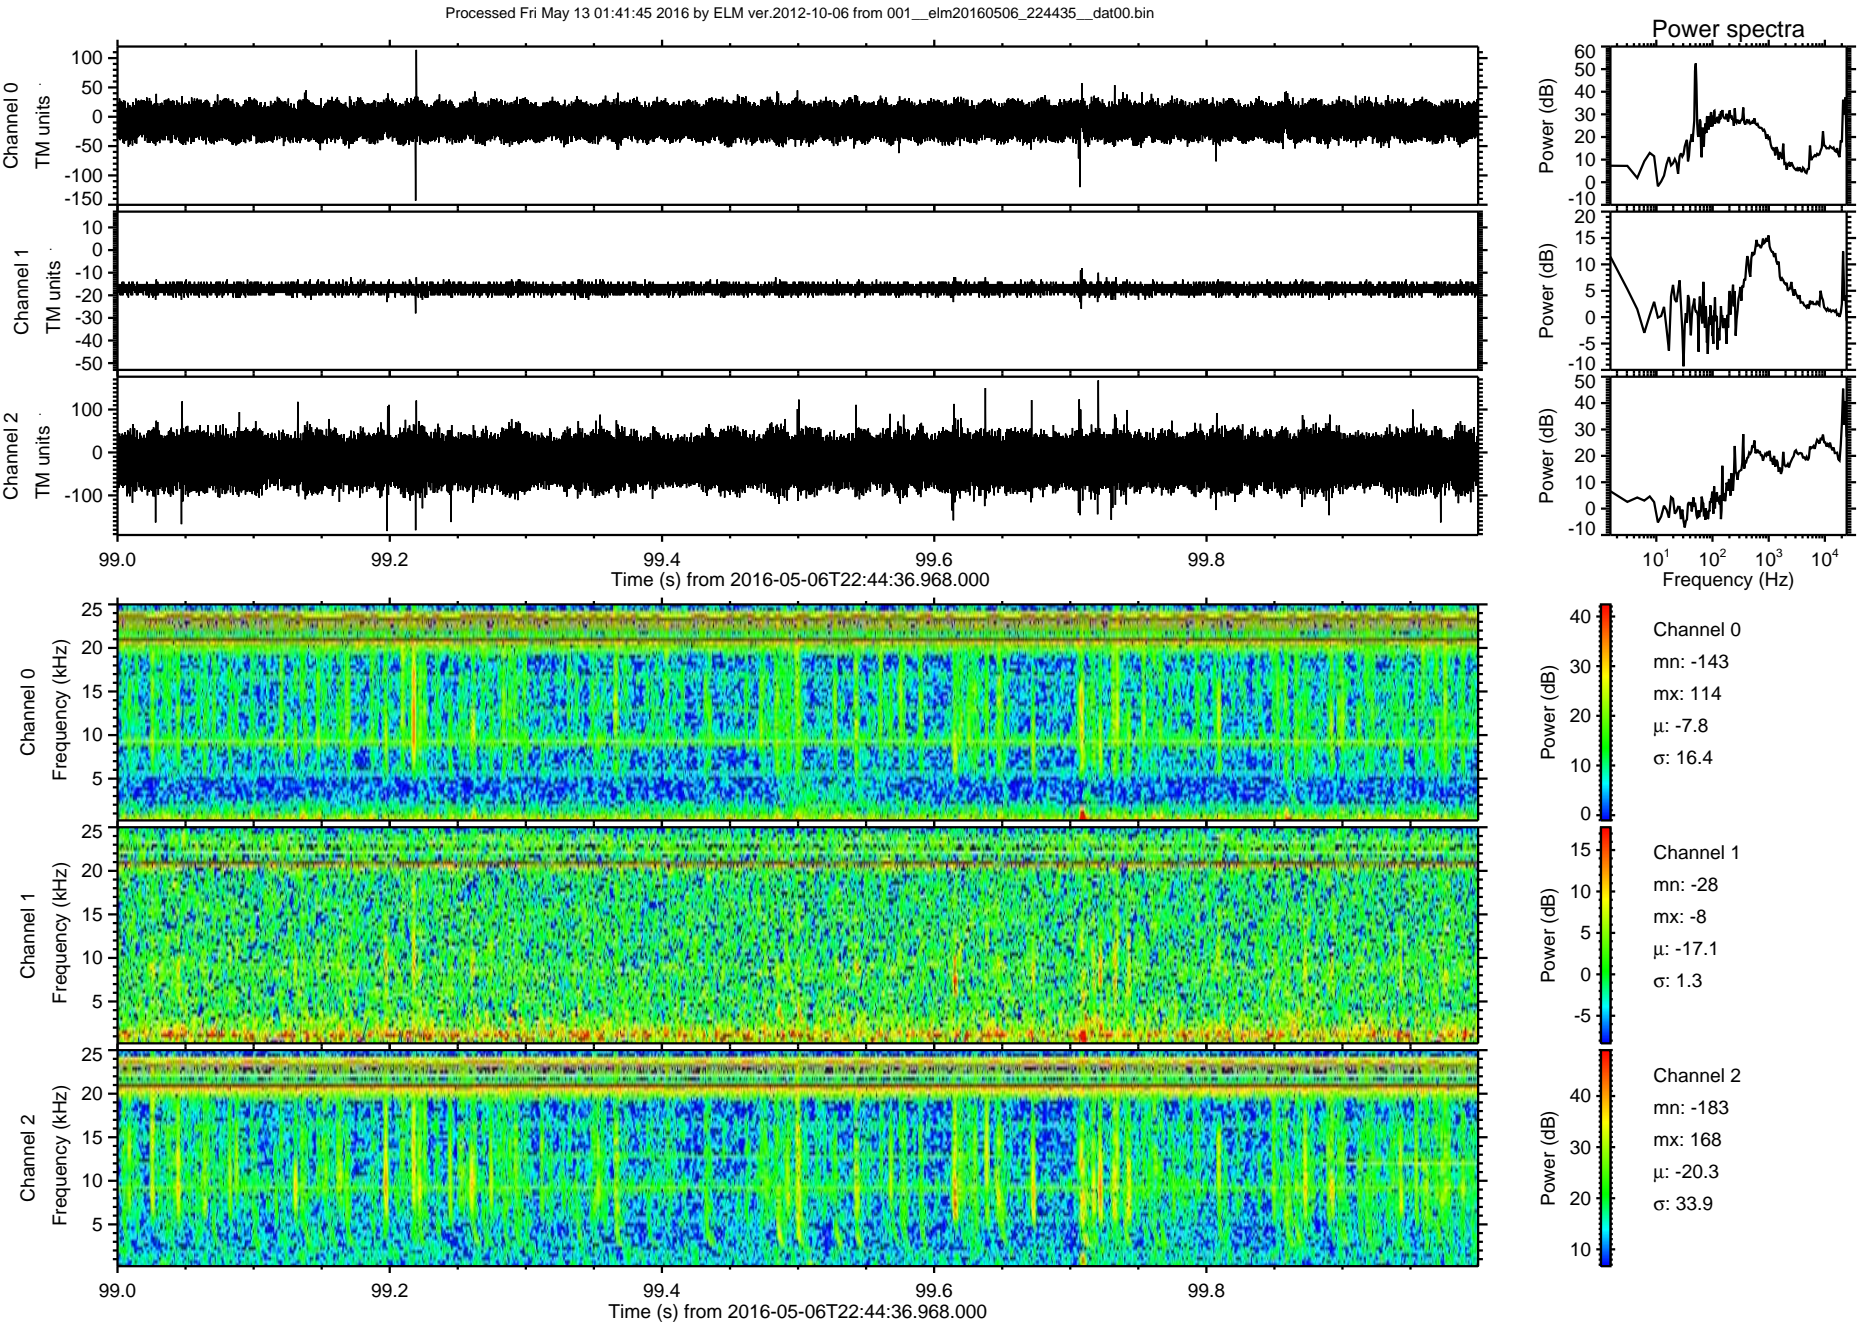 Processed Fri May 13 01:41:45 2016 by ELM ver.2012-10-06 from 001__elm20160506_224435__dat00.bin
Power spectra
Channel 0
TM units
100
50
0
-50
-100
-150
Power (dB)
60
50
40
30
20
10
0
-10
Channel 1
TM units
10
0
-10
-20
-30
-40
-50
Power (dB)
20
15
10
5
0
-5
-10
Channel 2
TM units
100
0
-100
Power (dB)
50
40
30
20
10
0
-10
99.0 99.2 99.4 99.6 99.8
Time (s) from 2016-05-06T22:44:36.968.000
10^1 10^2 10^3 10^4
Frequency (Hz)
Channel 0
Frequency (kHz)
25
20
15
10
5
Power (dB)
40
30
20
10
0
Channel 0
mn: -143
mx: 114
μ: -7.8
σ: 16.4
Channel 1
Frequency (kHz)
25
20
15
10
5
Power (dB)
15
10
5
0
-5
Channel 1
mn: -28
mx: -8
μ: -17.1
σ: 1.3
Channel 2
Frequency (kHz)
25
20
15
10
5
Power (dB)
40
30
20
10
Channel 2
mn: -183
mx: 168
μ: -20.3
σ: 33.9
99.0 99.2 99.4 99.6 99.8
Time (s) from 2016-05-06T22:44:36.968.000